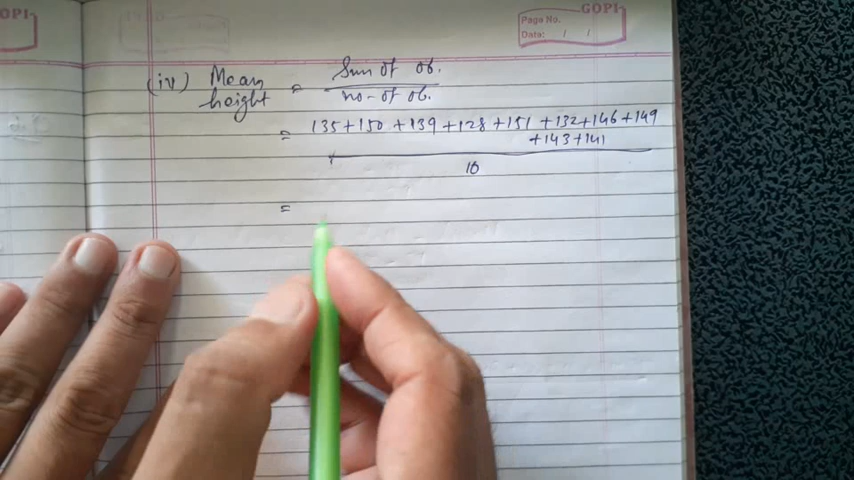 OPI
GOPI
Page No.
Date: / /
(iv) Mean height = Sum of ob.
no-of ob.
= 135+150+139+128+151+132+146+149
+143+141
10
=